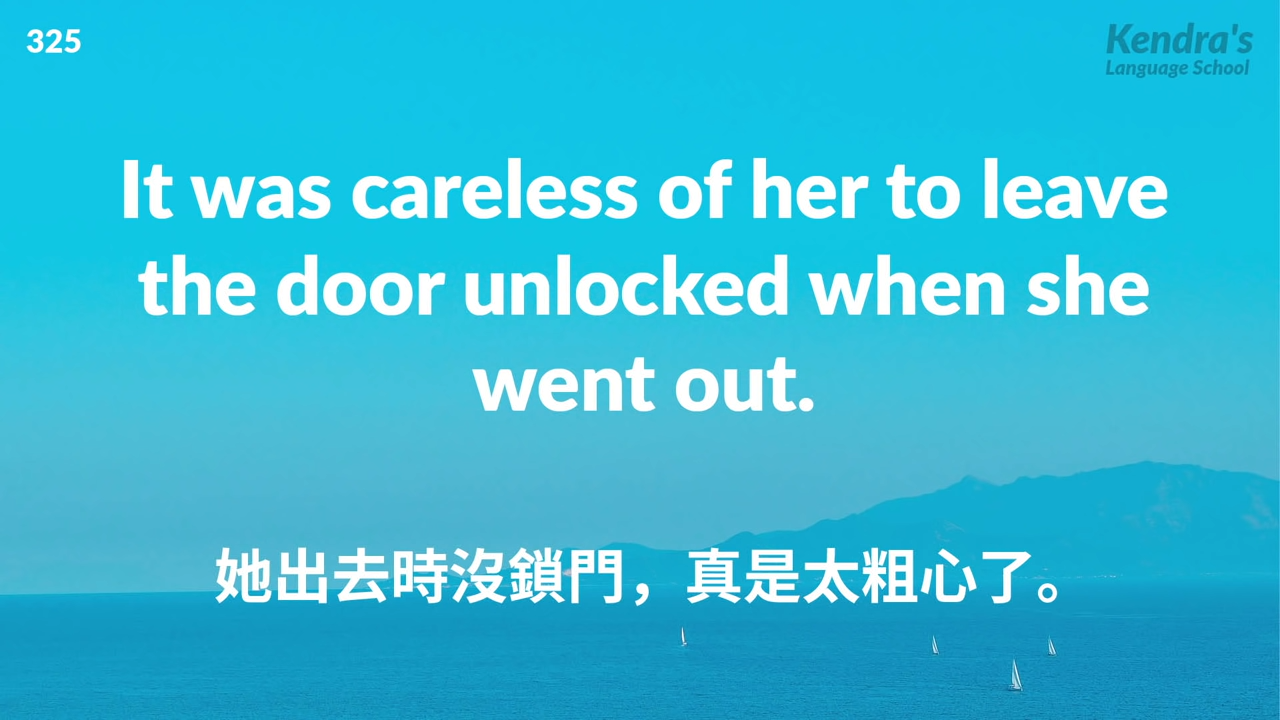 325
Kendra's
Language School
It was careless of her to leave
the door unlocked when she
went out.
她出去時沒鎖門，真是太粗心了。